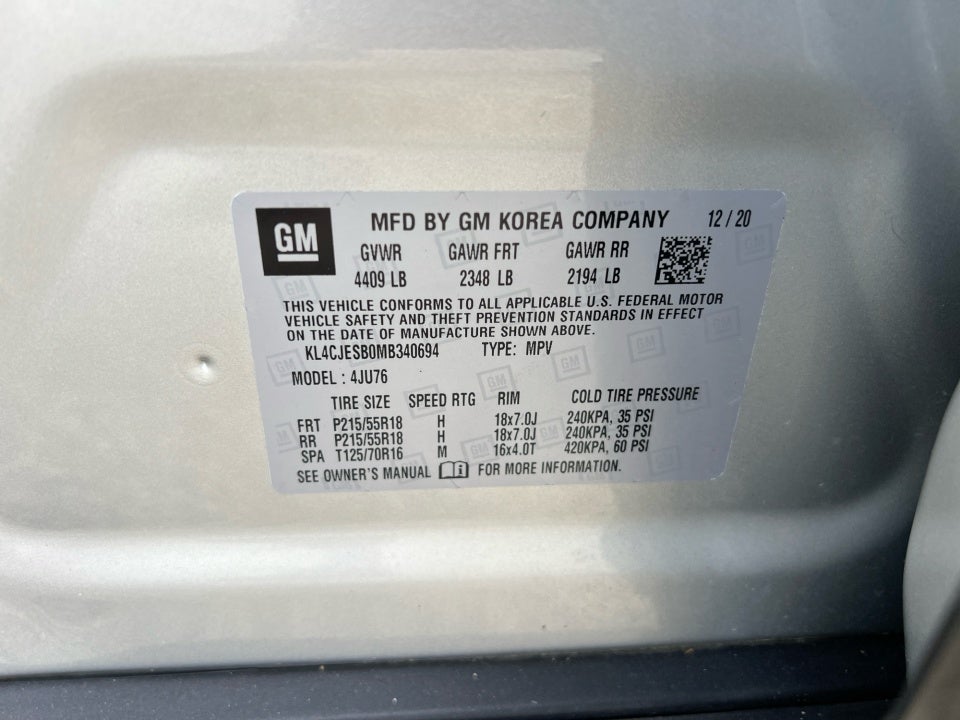 GM MFD BY GM KOREA COMPANY 12 / 20
GVWR GAWR FRT GAWR RR
4409 LB 2348 LB 2194 LB
THIS VEHICLE CONFORMS TO ALL APPLICABLE U.S. FEDERAL MOTOR
VEHICLE SAFETY AND THEFT PREVENTION STANDARDS IN EFFECT
ON THE DATE OF MANUFACTURE SHOWN ABOVE.
KL4CJESB0MB340694 TYPE: MPV
MODEL : 4JU76
TIRE SIZE SPEED RTG RIM COLD TIRE PRESSURE
FRT P215/55R18 H 18x7.0J 240KPA, 35 PSI
RR P215/55R18 H 18x7.0J 240KPA, 35 PSI
SPA T125/70R16 M 16x4.0T 420KPA, 60 PSI
SEE OWNER'S MANUAL FOR MORE INFORMATION.